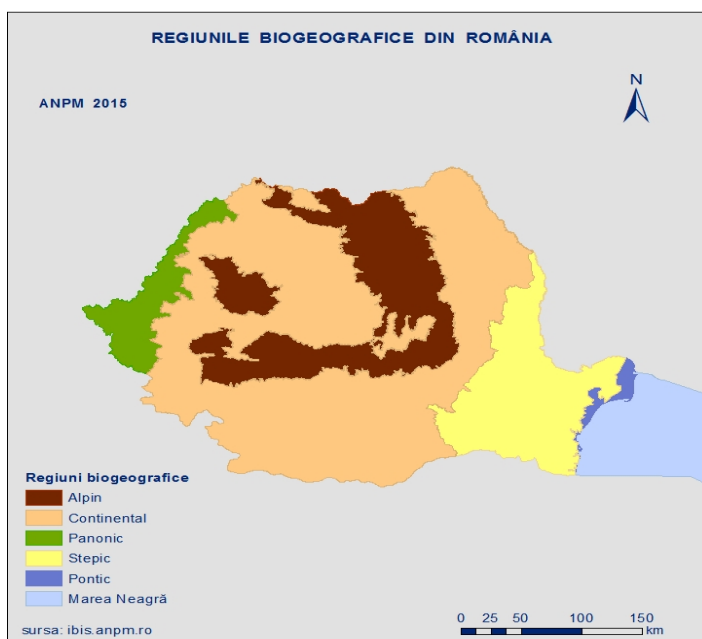 REGIUNILE BIOGEOGRAFICE DIN ROMÂNIA
ANPM 2015
N
Regiuni biogeografice
Alpin
Continental
Panonic
Stepic
Pontic
Marea Neagră
sursa: ibis.anpm.ro
0 25 50 100 150
km